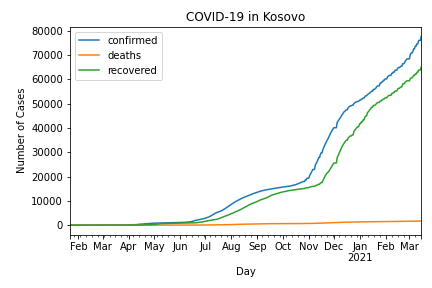 COVID-19 in Kosovo
confirmed
deaths
recovered
Number of Cases
80000
70000
60000
50000
40000
30000
20000
10000
0
Feb Mar Apr May Jun Jul Aug Sep Oct Nov Dec Jan Feb Mar
2021
Day